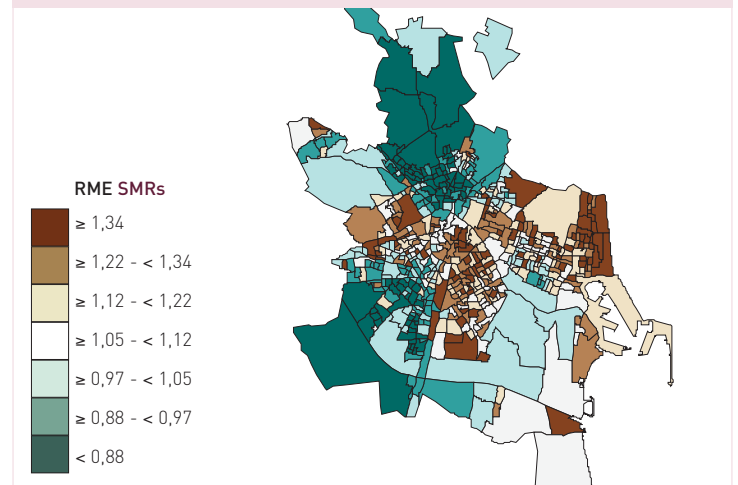 RME SMRs
≥ 1,34
≥ 1,22 - < 1,34
≥ 1,12 - < 1,22
≥ 1,05 - < 1,12
≥ 0,97 - < 1,05
≥ 0,88 - < 0,97
< 0,88